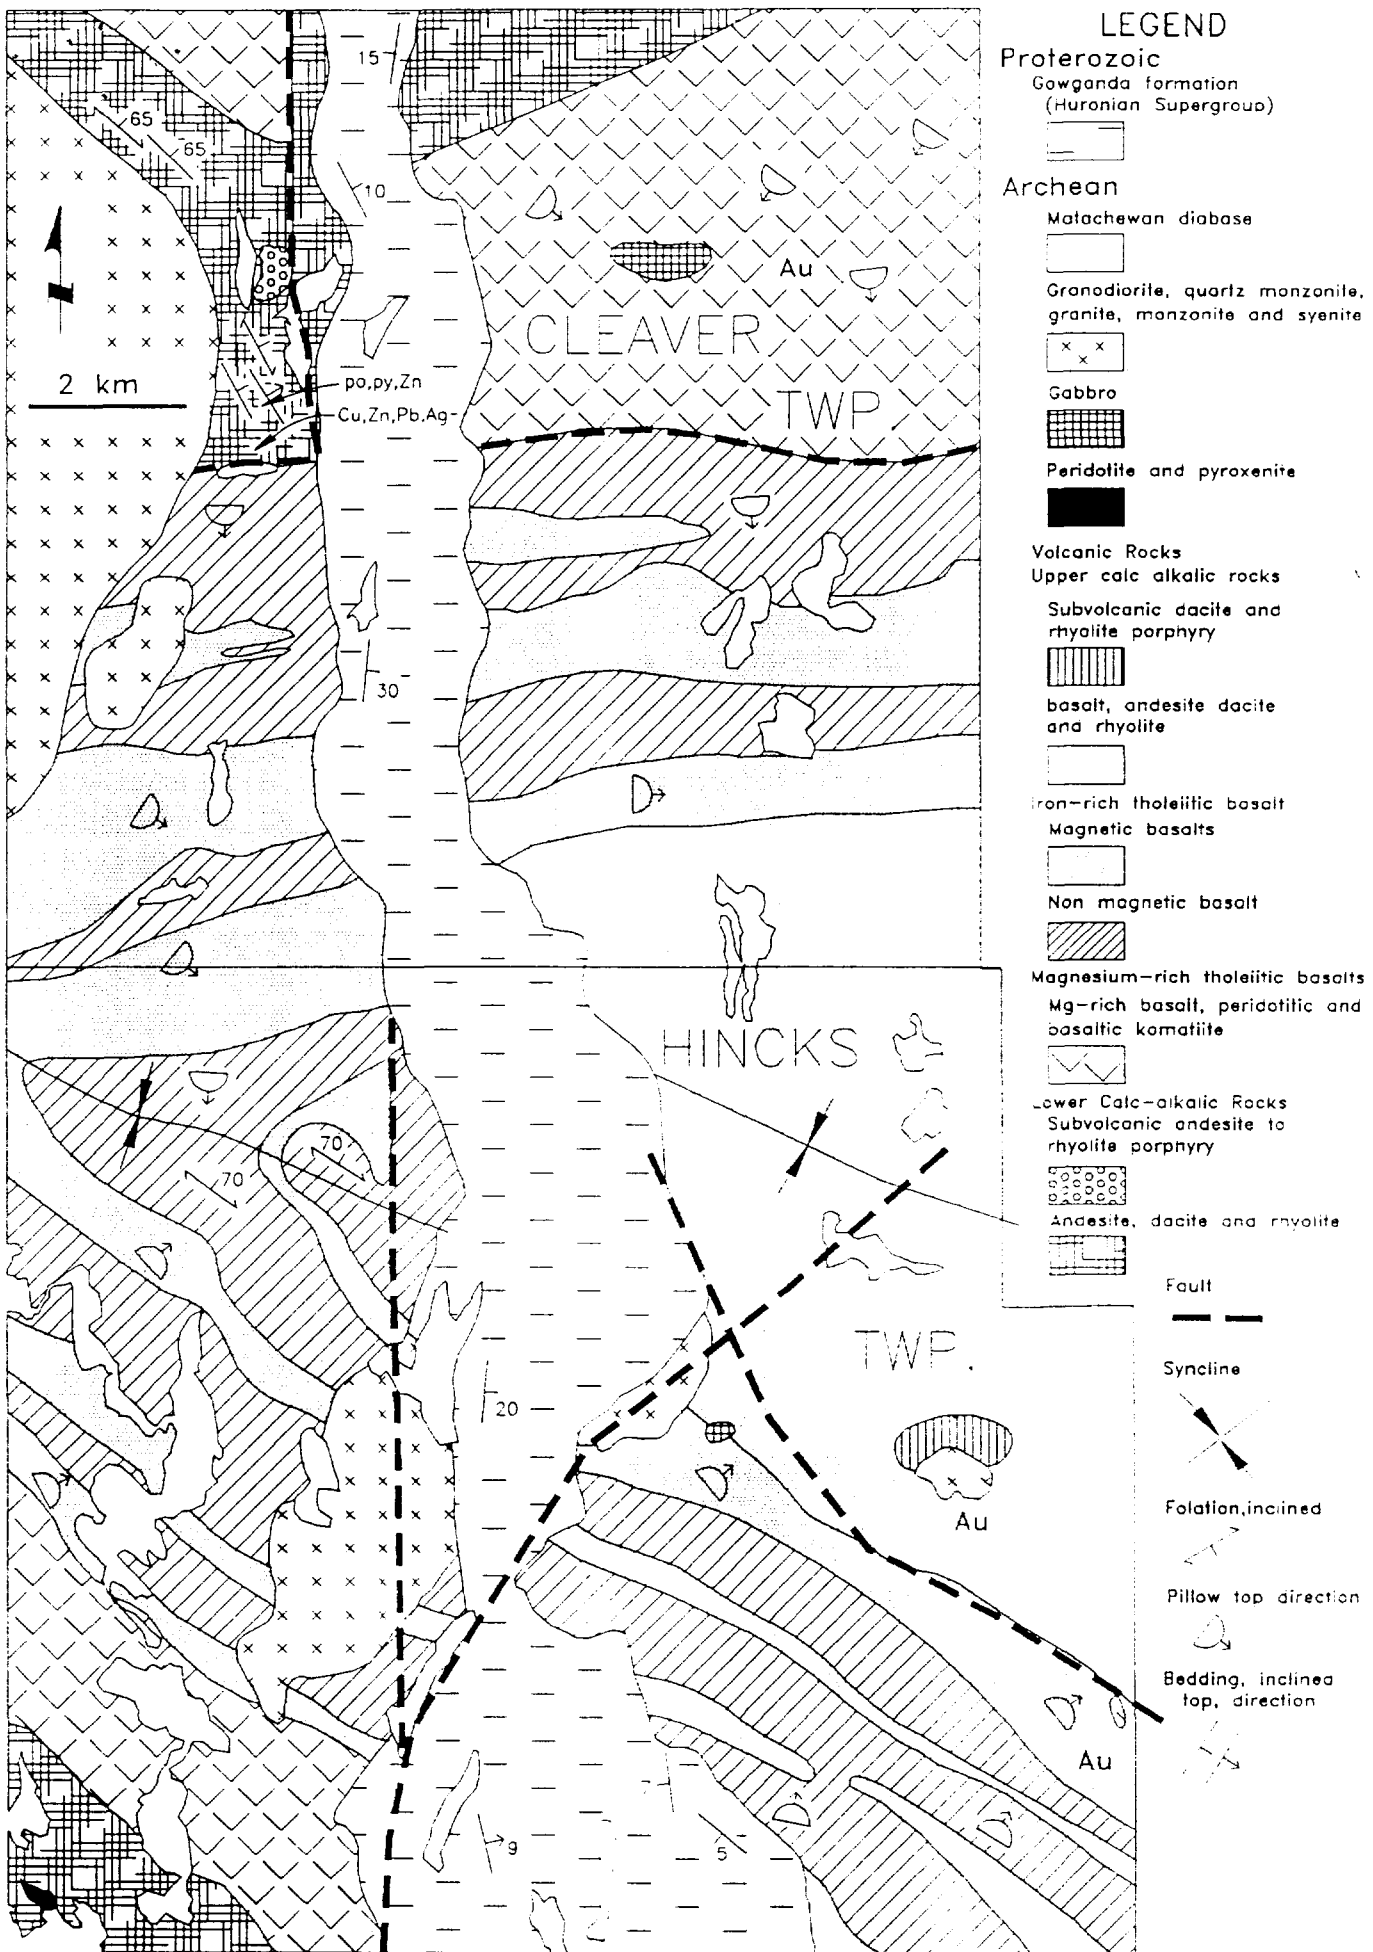 LEGEND
Proterozoic
Gowganda formation
(Huronian Supergroup)
Archean
Matachewan diabase
Granodiorite, quartz monzonite,
granite, monzonite and syenite
Gabbro
Peridotite and pyroxenite
Volcanic Rocks
Upper calc alkalic rocks
Subvolcanic dacite and
rhyolite porphyry
basalt, andesite dacite
and rhyolite
Iron-rich tholeiitic basalt
Magnetic basalts
Non magnetic basalt
Magnesium-rich tholeiitic basalts
Mg-rich basalt, peridotitic and
basaltic komatiite
Lower Calc-alkalic Rocks
Subvolcanic andesite to
rhyolite porphyry
Andesite, dacite and rhyolite
Fault
Syncline
Folation,inclined
Pillow top direction
Bedding, inclined
top, direction
15
65
65
10
Au
CLEAVER
TWP.
2 km
po,py,Zn
Cu,Zn,Pb,Ag
30
HINCKS
70
70
TWP.
20
Au
Au
9
5